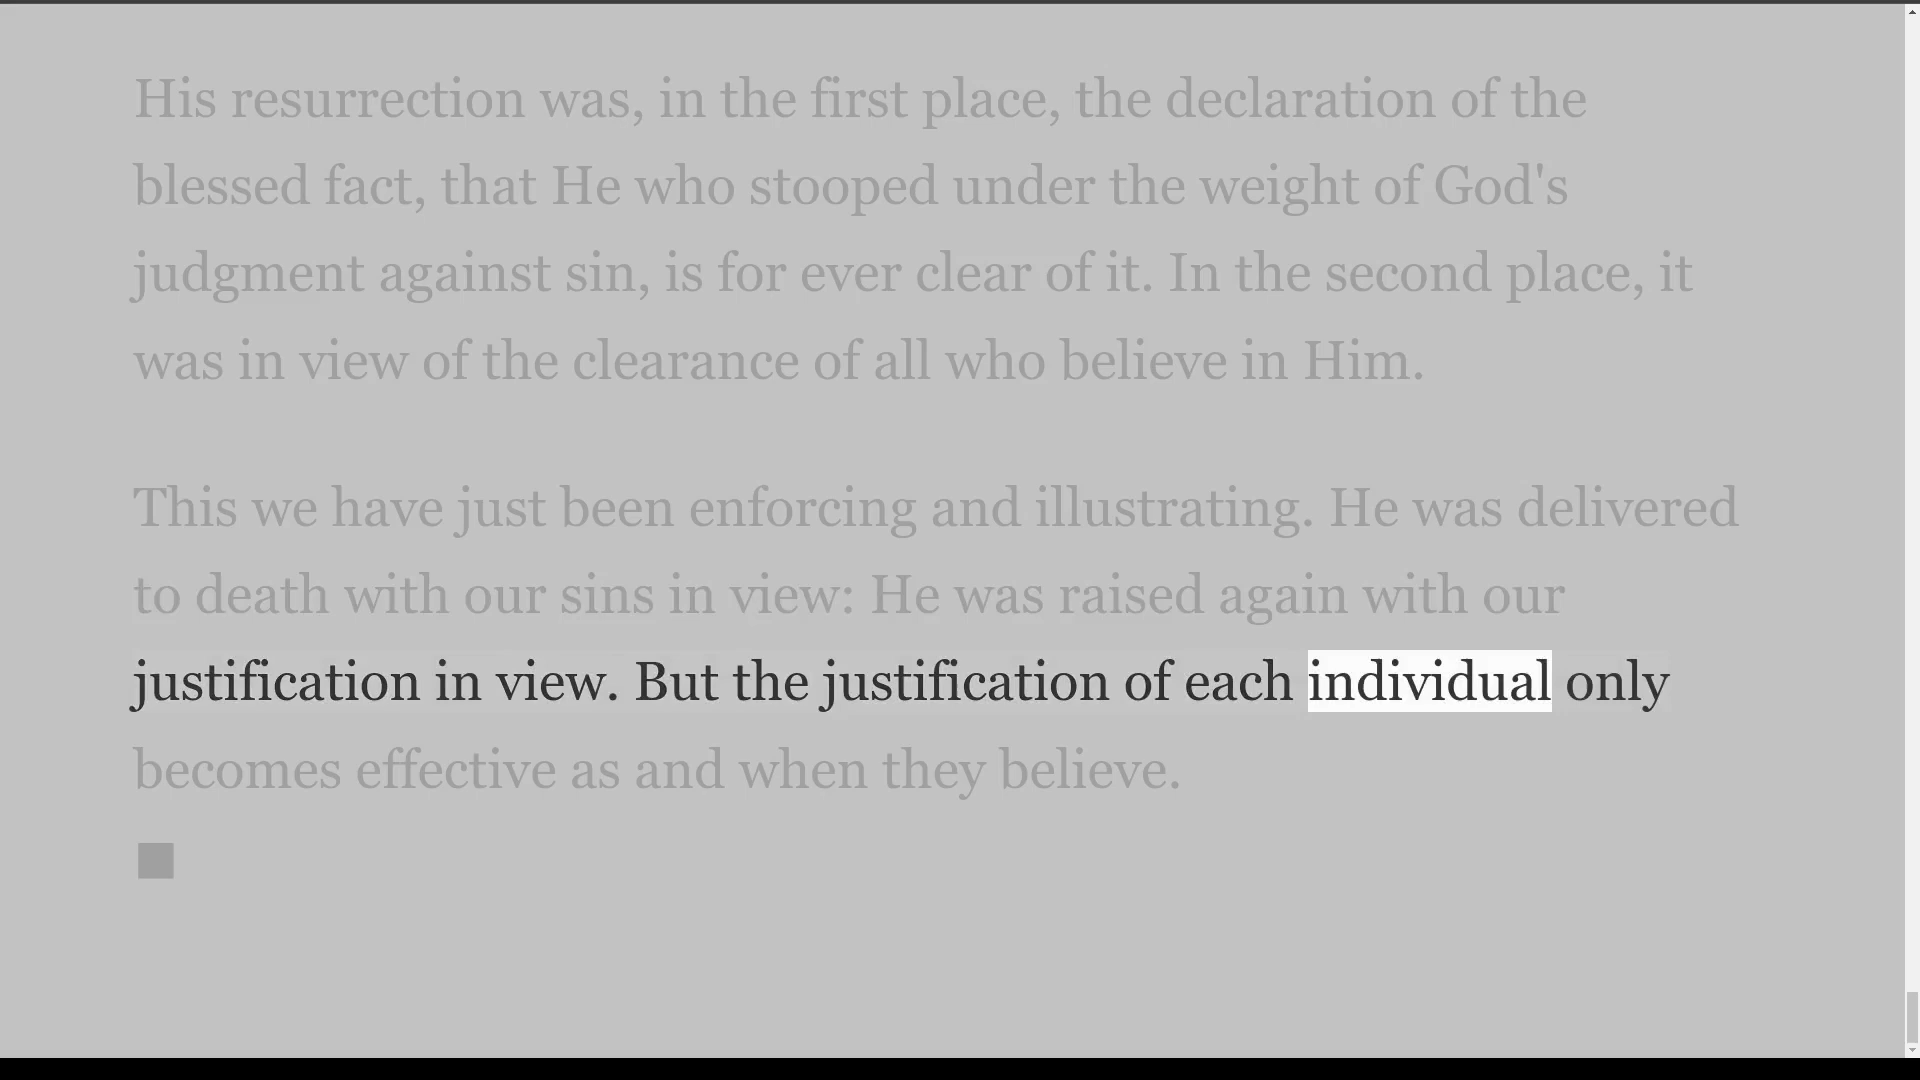 His resurrection was, in the first place, the declaration of the
blessed fact, that He who stooped under the weight of God's
judgment against sin, is for ever clear of it. In the second place, it
was in view of the clearance of all who believe in Him.
This we have just been enforcing and illustrating. He was delivered
to death with our sins in view: He was raised again with our
justification in view. But the justification of each individual only
becomes effective as and when they believe.